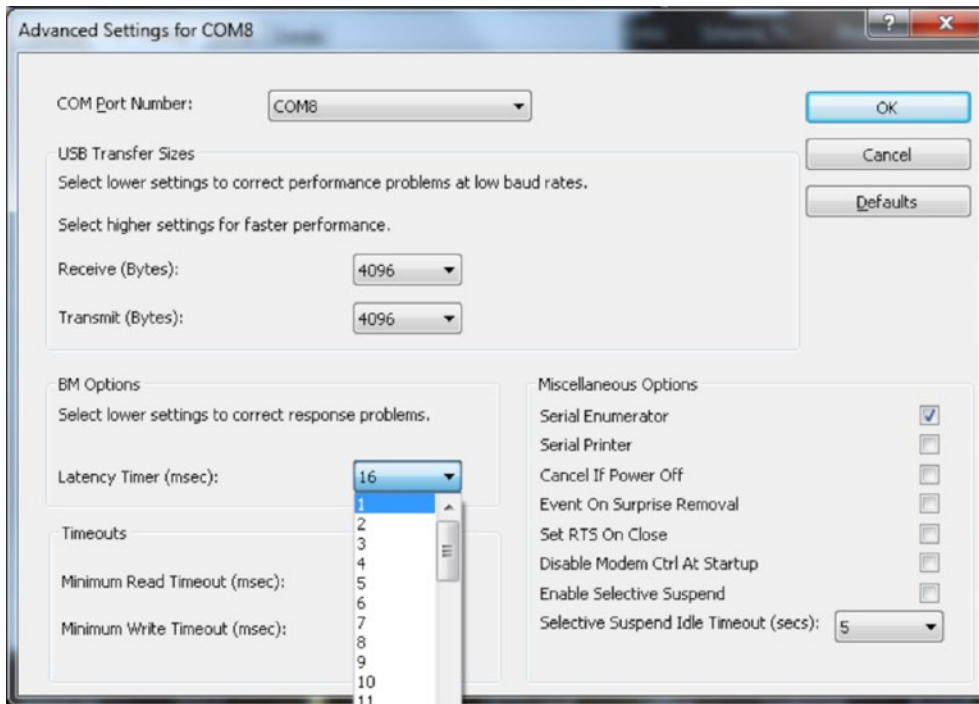 Advanced Settings for COM8
COM Port Number: COM8
OK
USB Transfer Sizes
Cancel
Select lower settings to correct performance problems at low baud rates.
Defaults
Select higher settings for faster performance.
Receive (Bytes): 4096
Transmit (Bytes): 4096
BM Options
Select lower settings to correct response problems.
Latency Timer (msec): 16
1
2
3
4
5
6
7
8
9
10
11
Timeouts
Minimum Read Timeout (msec):
Minimum Write Timeout (msec):
Miscellaneous Options
Serial Enumerator
Serial Printer
Cancel If Power Off
Event On Surprise Removal
Set RTS On Close
Disable Modem Ctrl At Startup
Enable Selective Suspend
Selective Suspend Idle Timeout (secs): 5